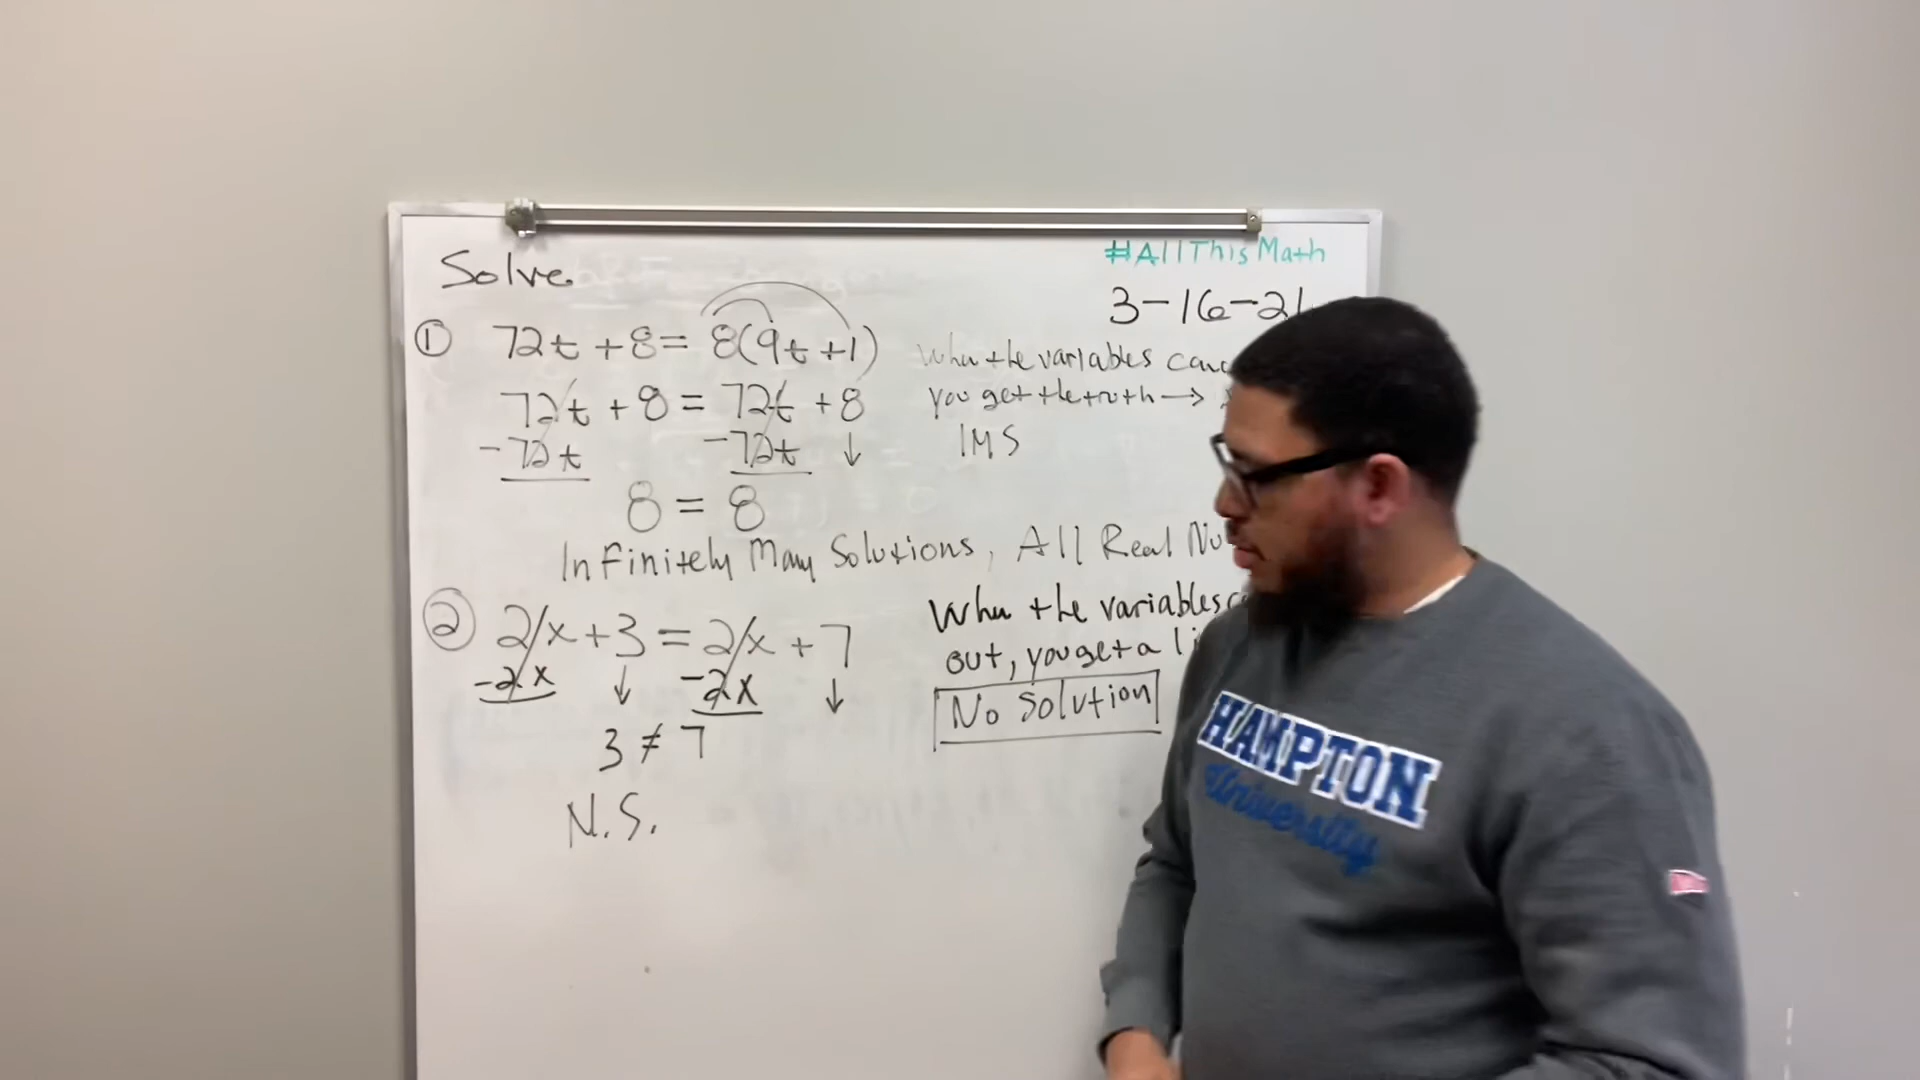 Solve
#AllThisMath
3-16-21
① 72t + 8 = 8(9t + 1)
When the variables canc
72t + 8 = 72t + 8
you get the truth →
-72t -72t ↓
IMS
8 = 8
Infinitely Many Solutions, All Real Nu
② 2x + 3 = 2x + 7
When the variables c
out, you get a li
-2x ↓ -2x ↓
No Solution
3 ≠ 7
N.S.
HAMPTON
University